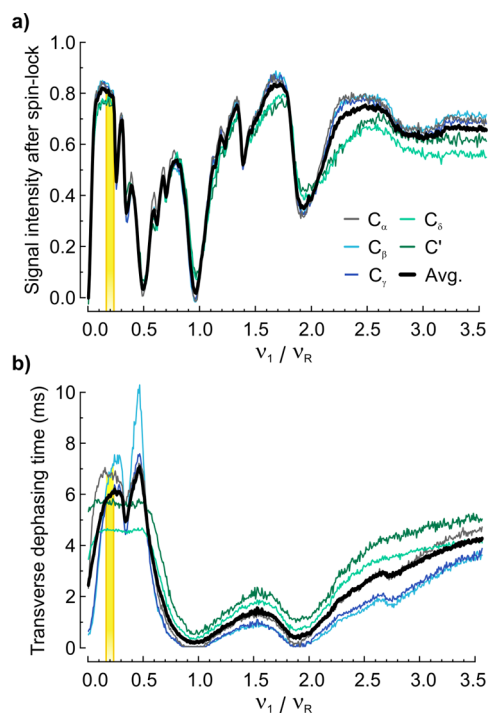 a)
Signal intensity after spin-lock
1.0
0.8
0.6
0.4
0.2
0.0
Cα Cδ
Cβ C'
Cγ Avg.
0.0 0.5 1.0 1.5 2.0 2.5 3.0 3.5
ν1 / νR
b)
Transverse dephasing time (ms)
10
8
6
4
2
0
0.0 0.5 1.0 1.5 2.0 2.5 3.0 3.5
ν1 / νR